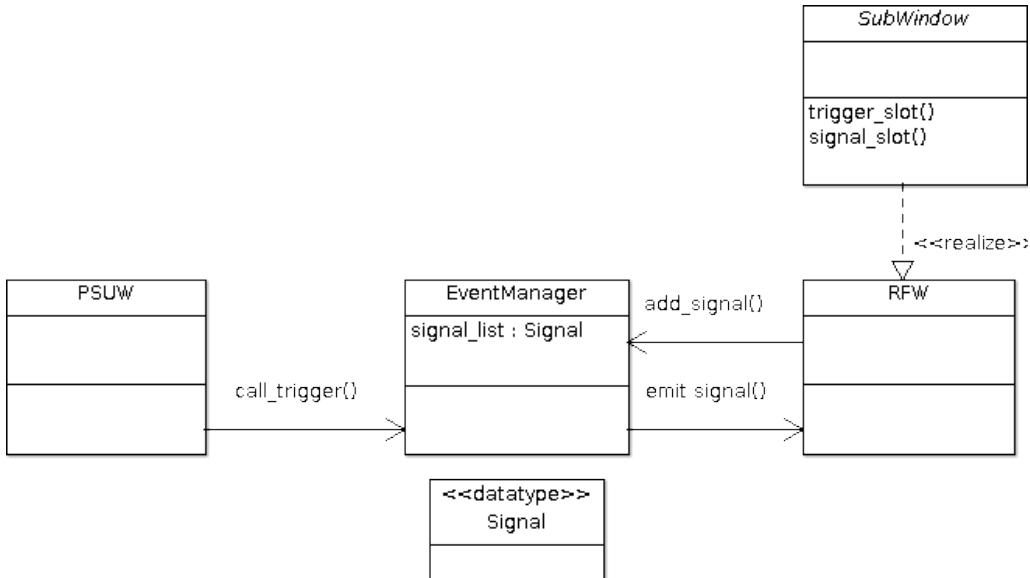 SubWindow
trigger_slot()
signal_slot()
<<realize>>
PSUW
EventManager
signal_list : Signal
add_signal()
RFW
call_trigger()
emit signal()
<<datatype>>
Signal